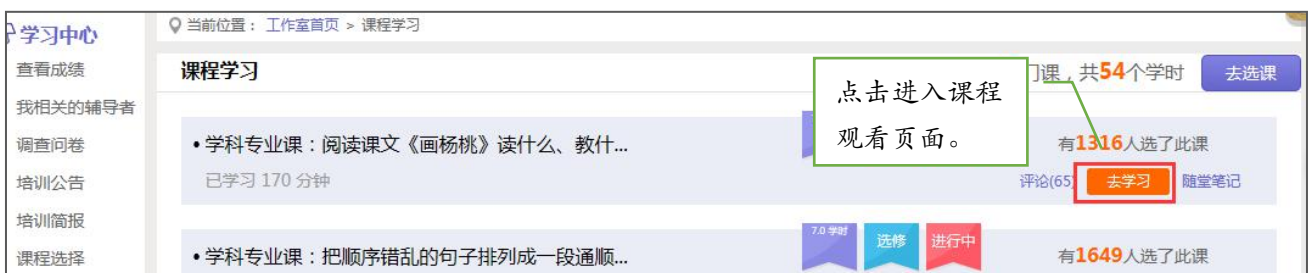 学习中心
查看成绩
我相关的辅导者
调查问卷
培训公告
培训简报
课程选择
当前位置： 工作室首页 > 课程学习
课程学习
门课，共54个学时
去选课
点击进入课程
观看页面。
•学科专业课：阅读课文《画杨桃》读什么、教什...
有1316人选了此课
已学习 170 分钟
评论(65)
去学习
随堂笔记
7.0 学时
选修
进行中
•学科专业课：把顺序错乱的句子排列成一段通顺...
有1649人选了此课